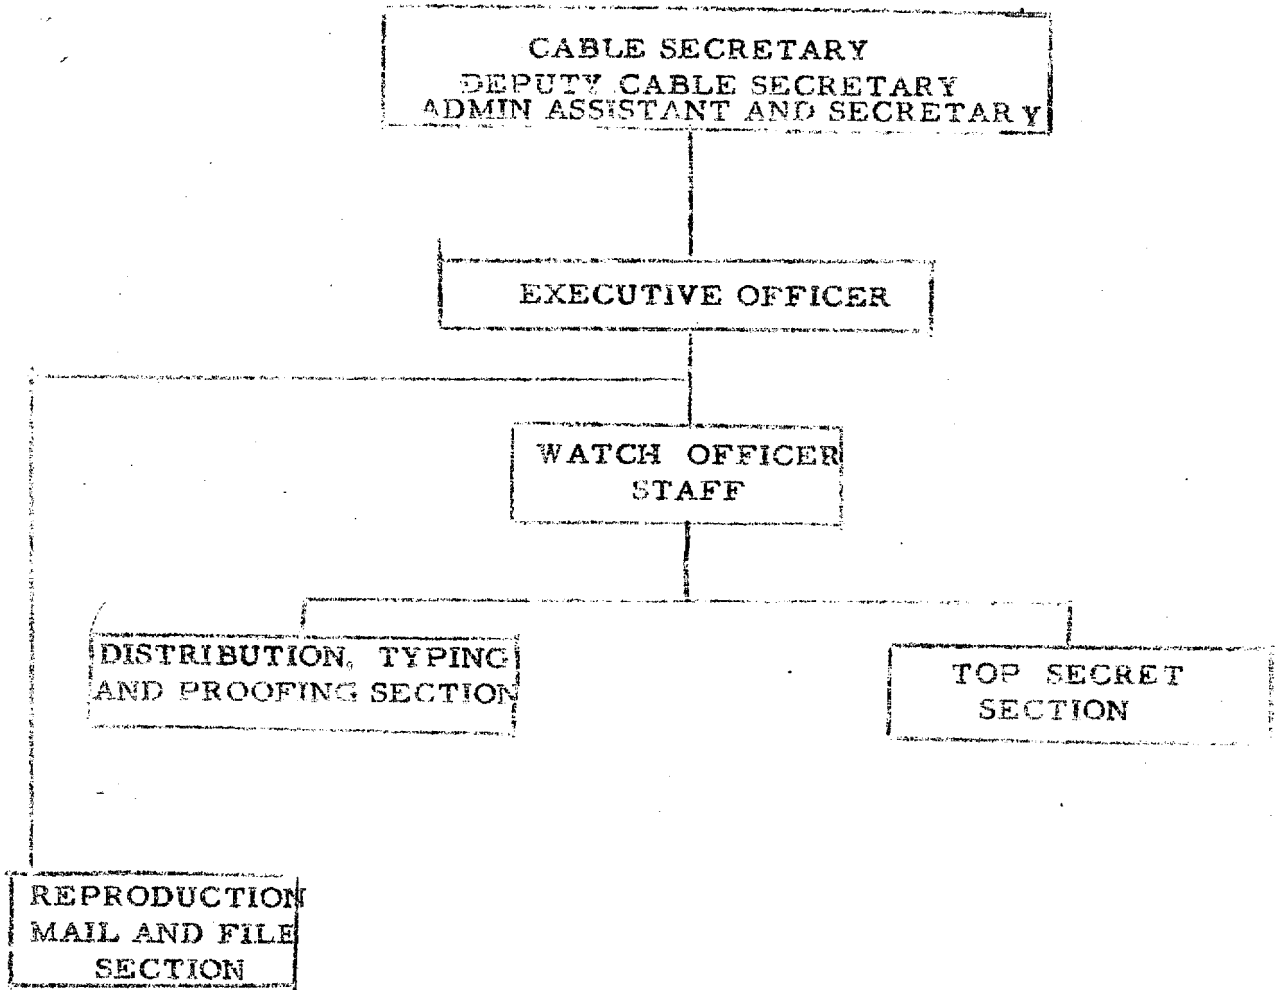 CABLE SECRETARY
DEPUTY CABLE SECRETARY
ADMIN ASSISTANT AND SECRETARY
EXECUTIVE OFFICER
WATCH OFFICER
STAFF
DISTRIBUTION, TYPING
AND PROOFING SECTION
TOP SECRET
SECTION
REPRODUCTION
MAIL AND FILE
SECTION